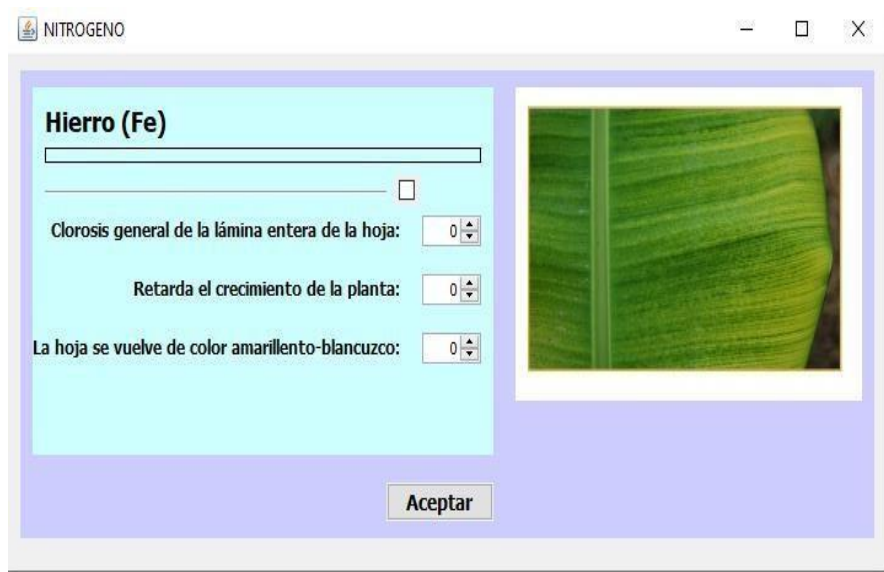 NITROGENO
Hierro (Fe)
Clorosis general de la lámina entera de la hoja: 0
Retarda el crecimiento de la planta: 0
La hoja se vuelve de color amarillento-blancuzco: 0
Aceptar